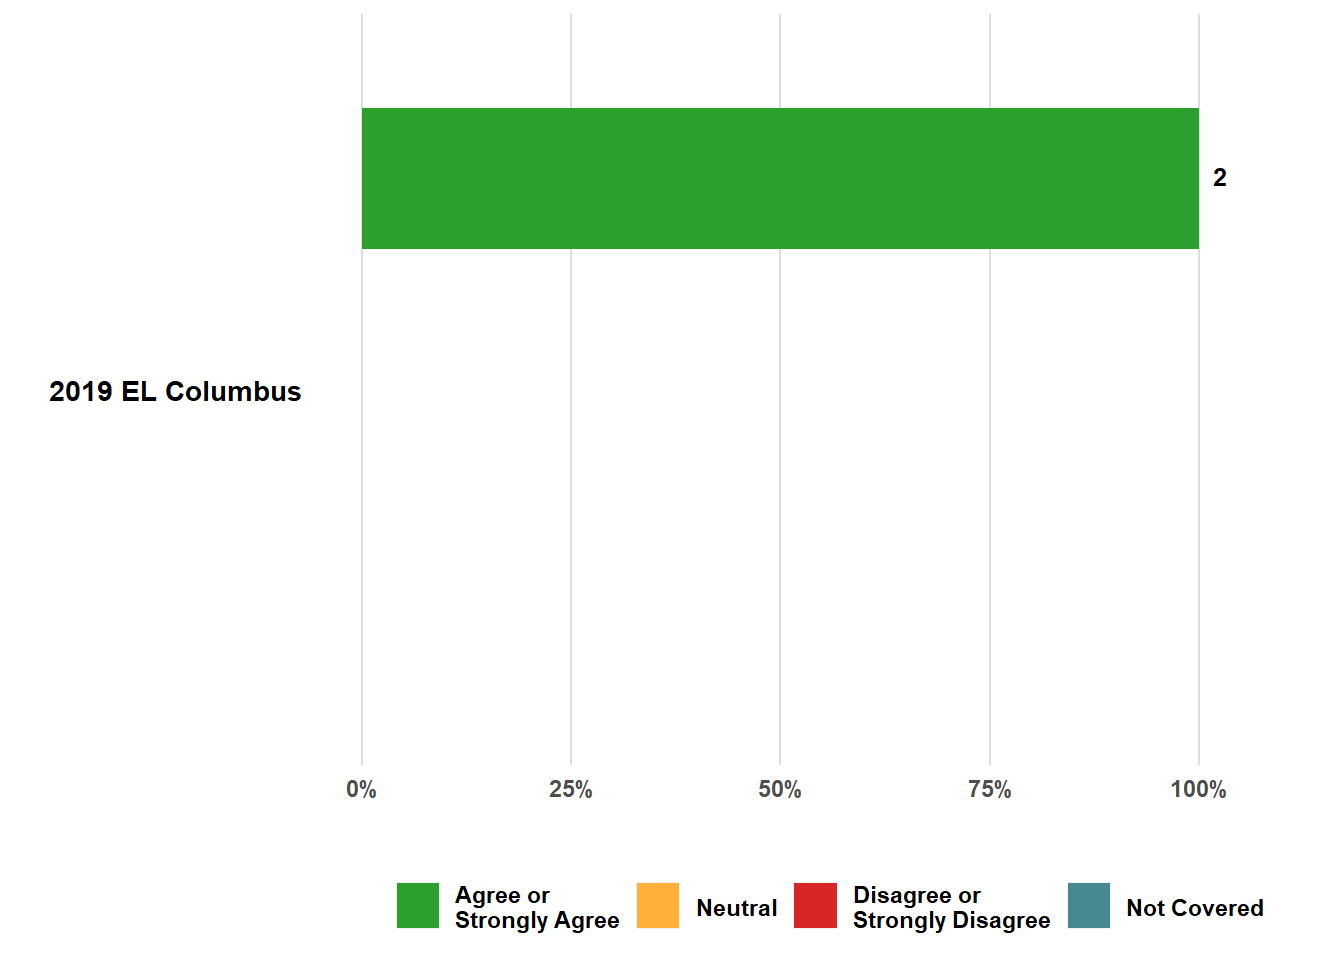 2
2019 EL Columbus
0% 25% 50% 75% 100%
Agree or
Strongly Agree
Neutral
Disagree or
Strongly Disagree
Not Covered